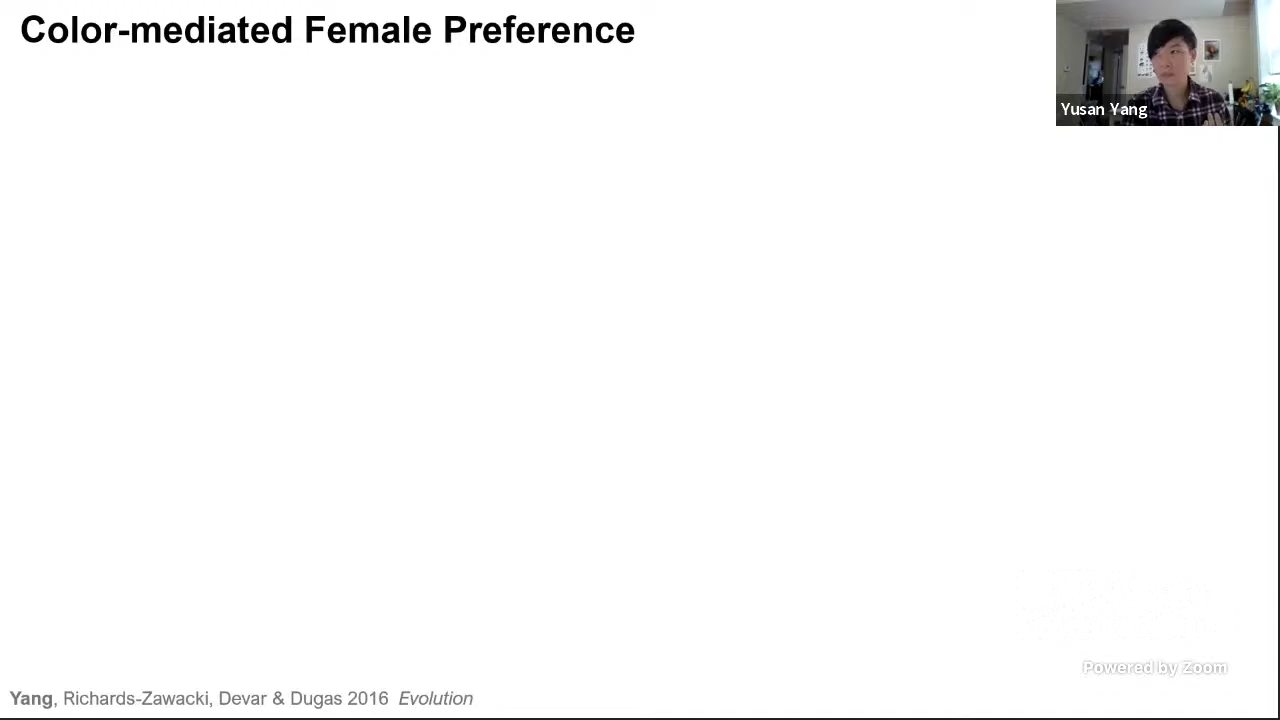 Color-mediated Female Preference
Yusan Yang
Powered by Zoom
Yang, Richards-Zawacki, Devar & Dugas 2016 Evolution